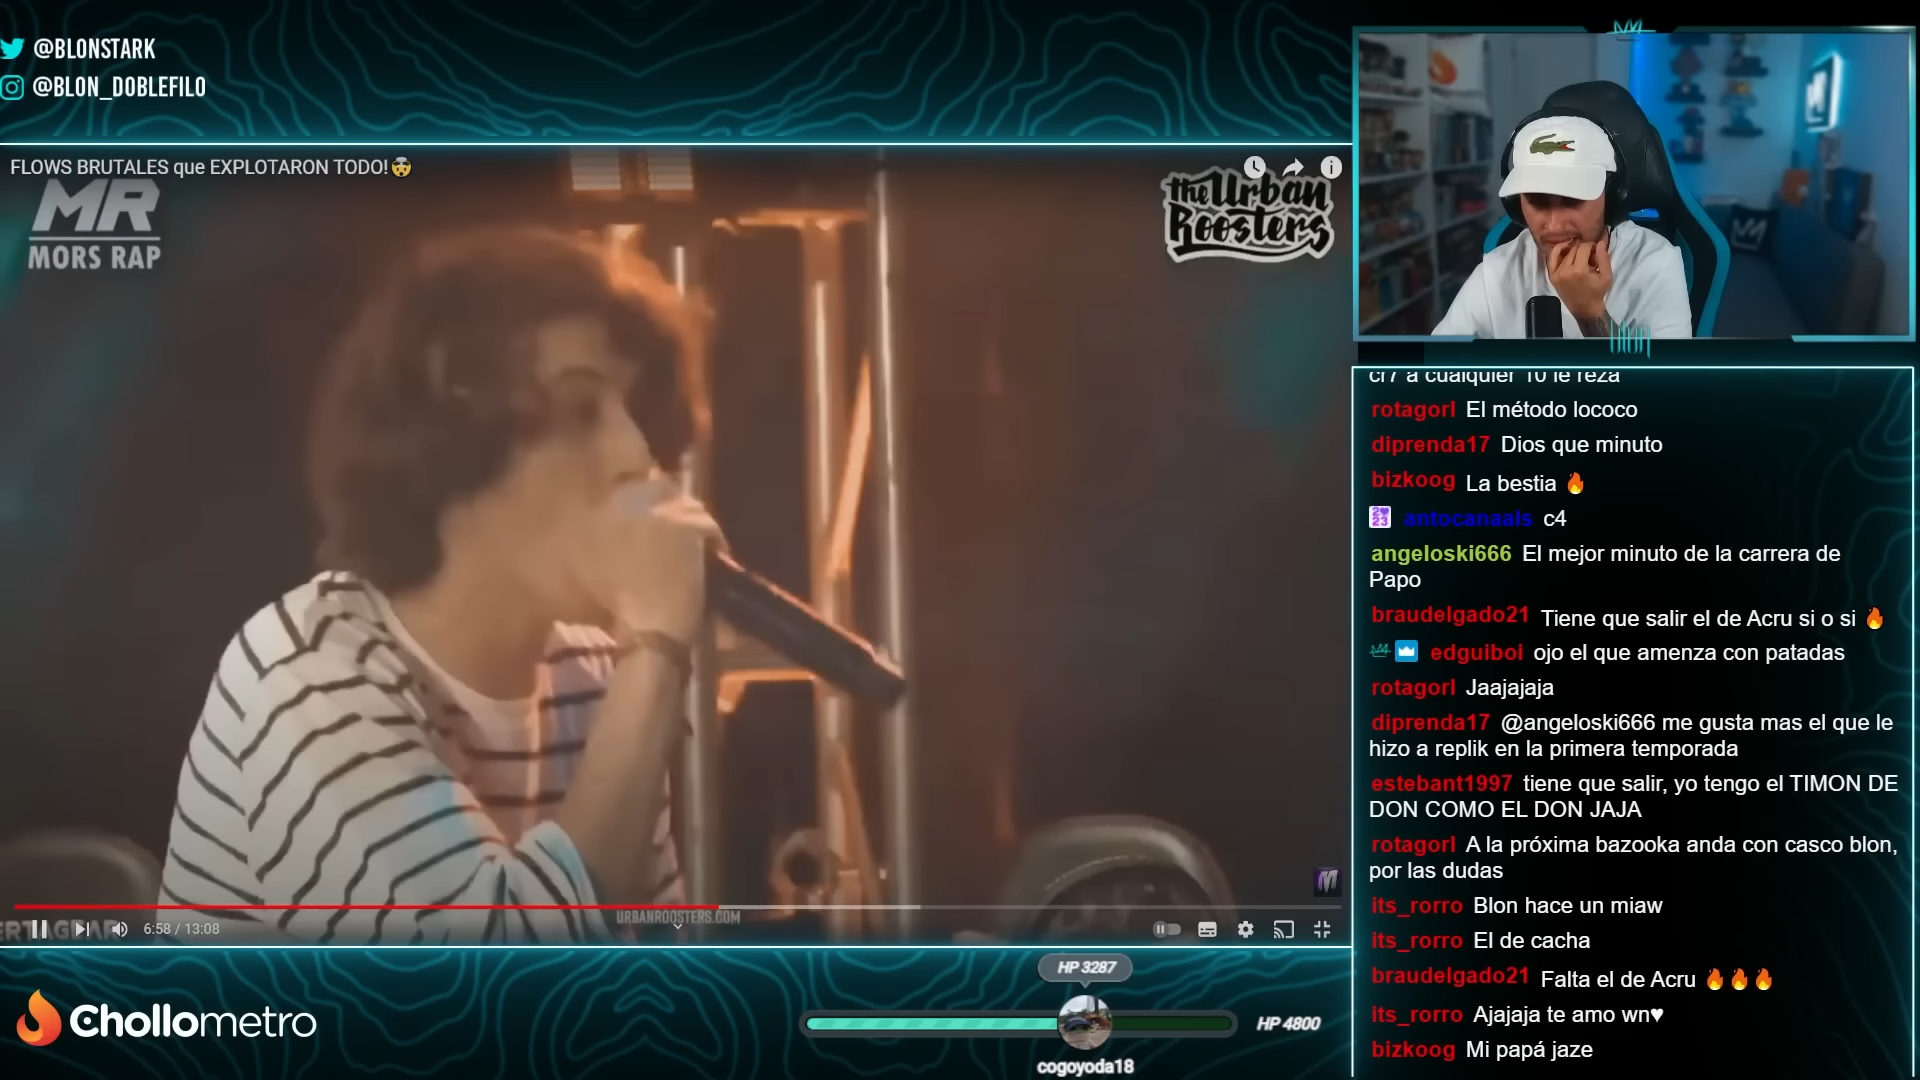 @BLONSTARK
@BLON_DOBLEFILO
FLOWS BRUTALES que EXPLOTARON TODO!
MR
MORS RAP
the Urban
Roosters
URBANROOSTERS.COM
6:58 / 13:08
Chollometro
HP 3287
HP 4800
cogoyoda18
cr7 a cualquier 10 le reza
rotagorl El método lococo
diprenda17 Dios que minuto
bizkoog La bestia 🔥
antocanaals c4
angeloski666 El mejor minuto de la carrera de
Papo
braudelgado21 Tiene que salir el de Acru si o si 🔥
edguiboi ojo el que amenza con patadas
rotagorl Jaajajaja
diprenda17 @angeloski666 me gusta mas el que le
hizo a replik en la primera temporada
estebant1997 tiene que salir, yo tengo el TIMON DE
DON COMO EL DON JAJA
rotagorl A la próxima bazooka anda con casco blon,
por las dudas
its_rorro Blon hace un miaw
its_rorro El de cacha
braudelgado21 Falta el de Acru 🔥🔥🔥
its_rorro Ajajaja te amo wn♥
bizkoog Mi papá jaze